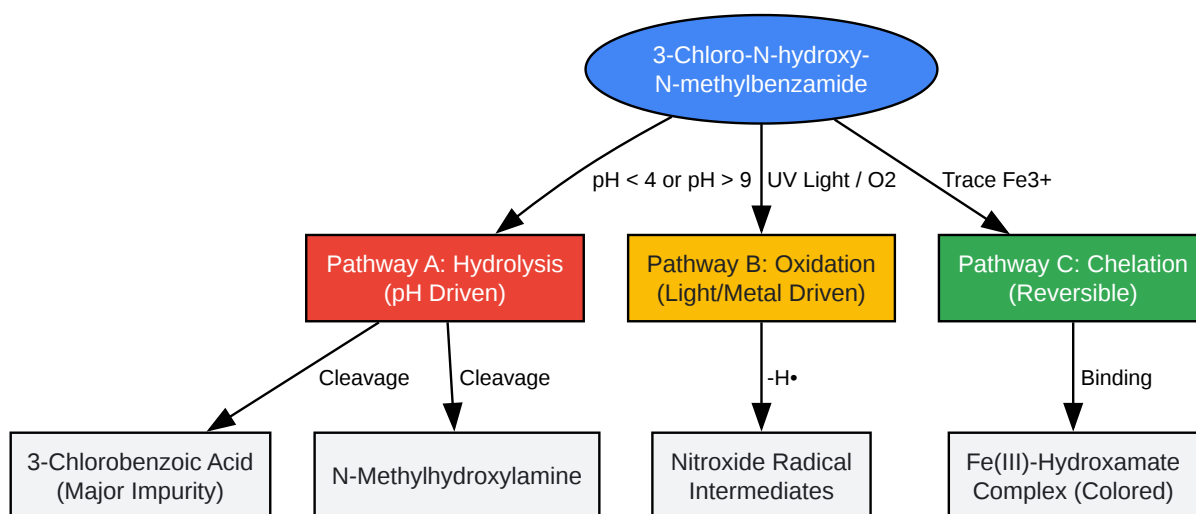 3-Chloro-N-hydroxy-
N-methylbenzamide
pH < 4 or pH > 9
UV Light / O2
Trace Fe3+
Pathway A: Hydrolysis
(pH Driven)
Pathway B: Oxidation
(Light/Metal Driven)
Pathway C: Chelation
(Reversible)
Cleavage
Cleavage
-H•
Binding
3-Chlorobenzoic Acid
(Major Impurity)
N-Methylhydroxylamine
Nitroxide Radical
Intermediates
Fe(III)-Hydroxamate
Complex (Colored)